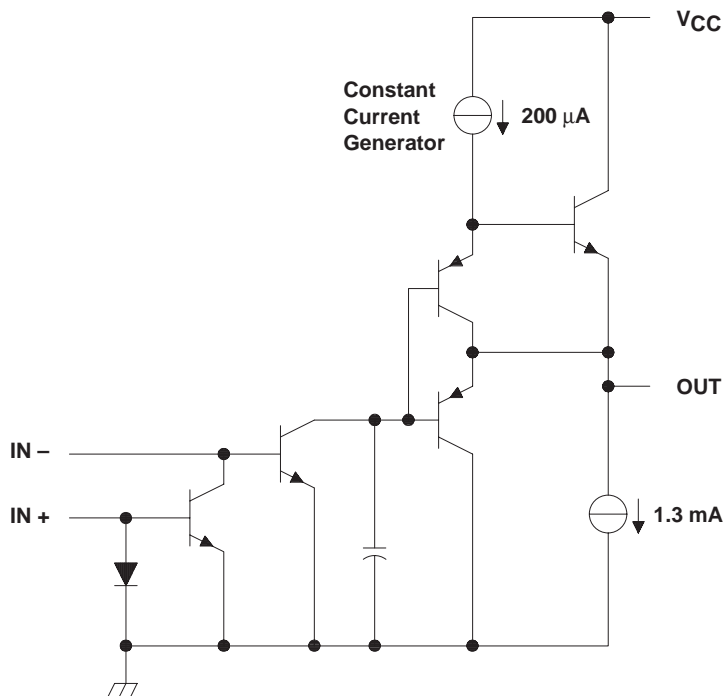 VCC
Constant
Current
Generator
200 μA
OUT
IN –
IN +
1.3 mA